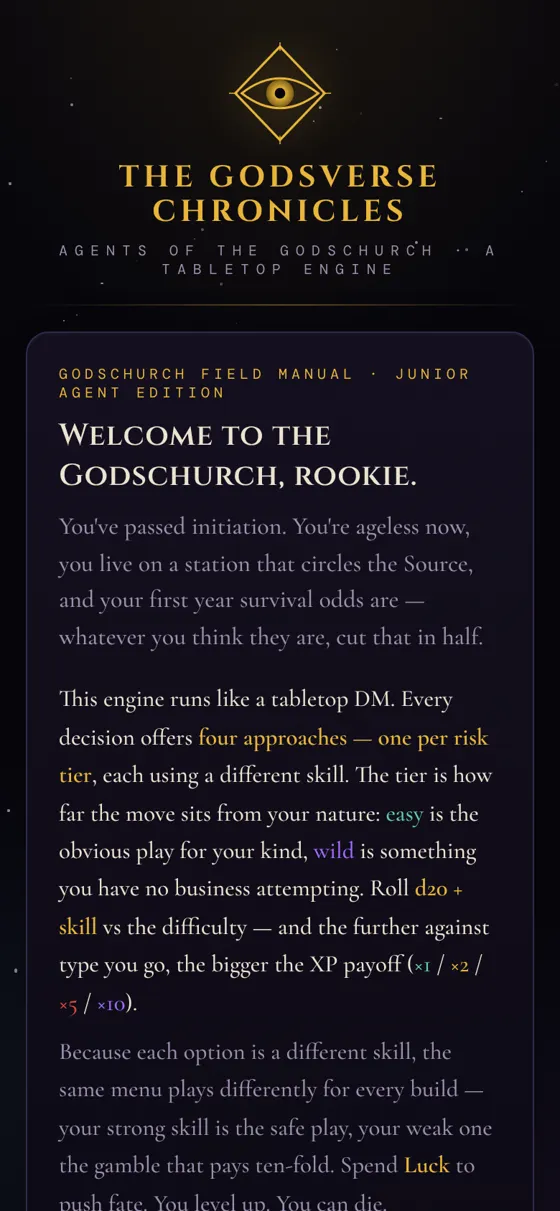 THE GODSVERSE
CHRONICLES
AGENTS OF THE GODSCHURCH ·· A
TABLETOP ENGINE
GODSCHURCH FIELD MANUAL · JUNIOR
AGENT EDITION
Welcome to the
Godschurch, rookie.
You've passed initiation. You're ageless now,
you live on a station that circles the Source,
and your first year survival odds are —
whatever you think they are, cut that in half.
This engine runs like a tabletop DM. Every
decision offers four approaches — one per risk
tier, each using a different skill. The tier is how
far the move sits from your nature: easy is the
obvious play for your kind, wild is something
you have no business attempting. Roll d20 +
skill vs the difficulty — and the further against
type you go, the bigger the XP payoff (×1 / ×2 /
×5 / ×10).
Because each option is a different skill, the
same menu plays differently for every build —
your strong skill is the safe play, your weak one
the gamble that pays ten-fold. Spend Luck to
push fate. You level up. You can die.